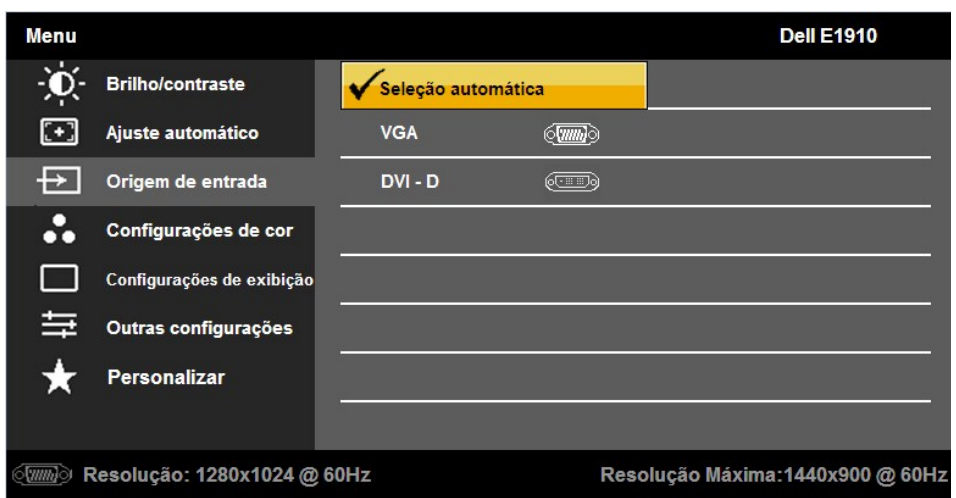 Menu
Dell E1910
Brilho/contraste
Seleção automática
Ajuste automático
VGA
Origem de entrada
DVI - D
Configurações de cor
Configurações de exibição
Outras configurações
Personalizar
Resolução: 1280x1024 @ 60Hz
Resolução Máxima:1440x900 @ 60Hz